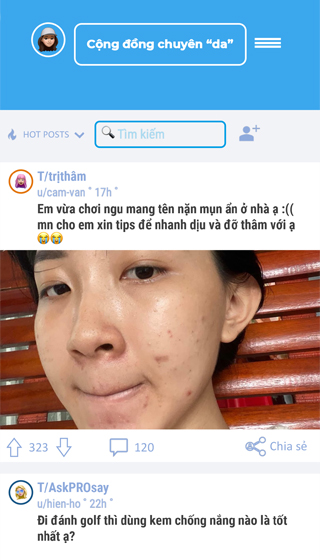 Cộng đồng chuyên “da”
HOT POSTS
Tìm kiếm
T/trịthâm
u/cam-van ° 17h °
Em vừa chơi ngu mang tên nặn mụn ẩn ở nhà ạ :((
mn cho em xin tips để nhanh dịu và đỡ thâm với ạ
😭😭
323
120
Chia sẻ
T/AskPROsay
u/hien-ho ° 22h °
Đi đánh golf thì dùng kem chống nắng nào là tốt
nhất ạ?